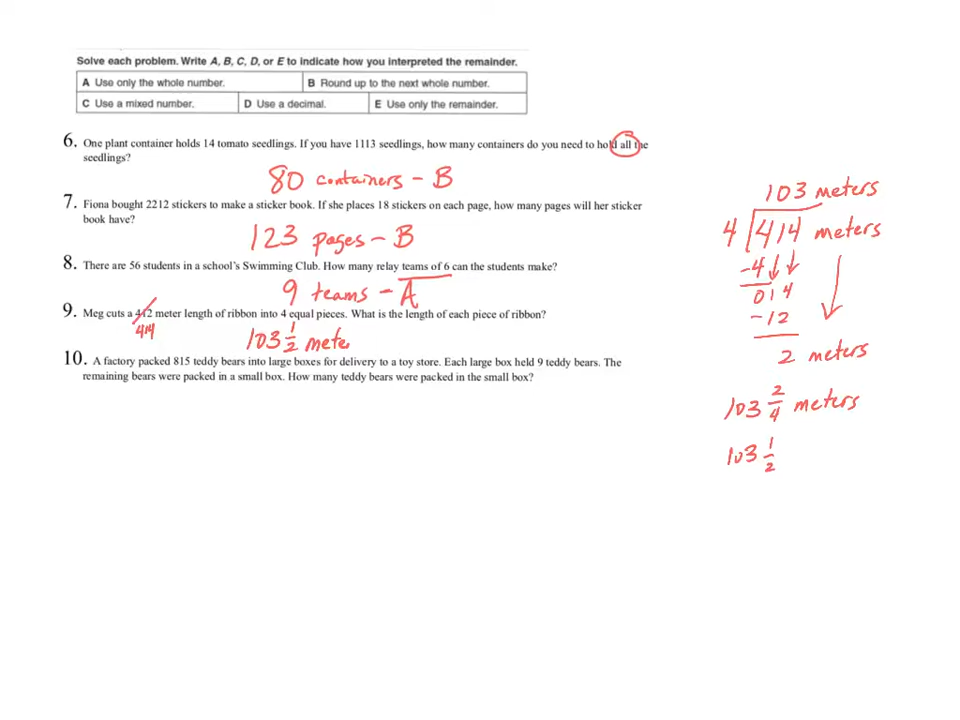 Solve each problem. Write A, B, C, D, or E to indicate how you interpreted the remainder.
A Use only the whole number. B Round up to the next whole number.
C Use a mixed number. D Use a decimal. E Use only the remainder.
6. One plant container holds 14 tomato seedlings. If you have 1113 seedlings, how many containers do you need to hold all the
seedlings?
80 containers - B
7. Fiona bought 2212 stickers to make a sticker book. If she places 18 stickers on each page, how many pages will her sticker
book have?
123 pages - B
8. There are 56 students in a school's Swimming Club. How many relay teams of 6 can the students make?
9 teams - A
9. Meg cuts a 412 meter length of ribbon into 4 equal pieces. What is the length of each piece of ribbon?
414
103 1/2 mete
10. A factory packed 815 teddy bears into large boxes for delivery to a toy store. Each large box held 9 teddy bears. The
remaining bears were packed in a small box. How many teddy bears were packed in the small box?
103 meters
4 414 meters
-4
014
-12
2 meters
103 2/4 meters
103 1/2